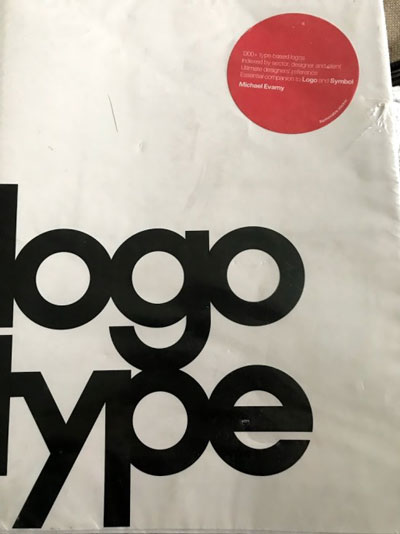 1300+ type-based logos
Indexed by sector, designer and client
Ultimate designers' reference
Essential companion to Logo and Symbol
Michael Evamy
logo
type